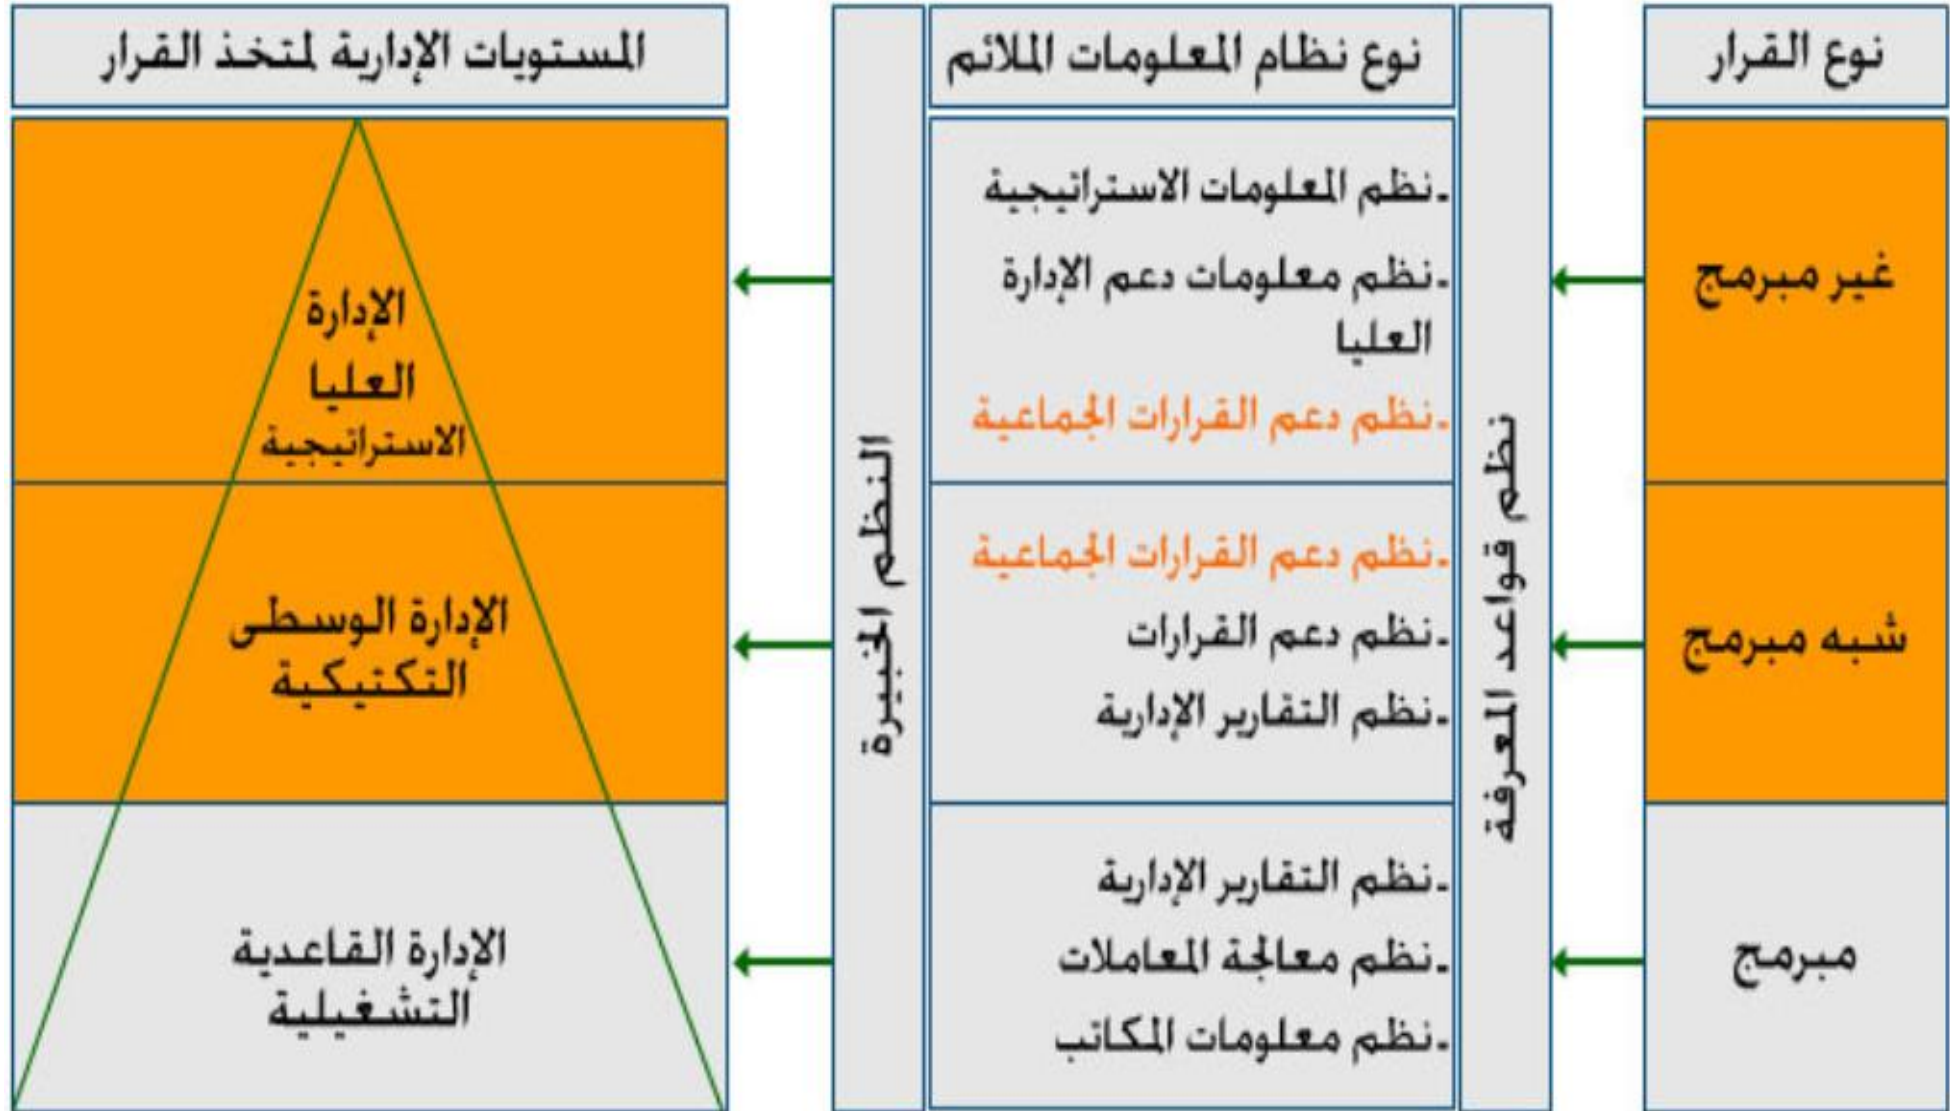 نوع القرار
نوع نظام المعلومات الملائم
المستويات الإدارية لمتخذ القرار
غير مبرمج
نظم قواعد المعرفة
-نظم المعلومات الاستراتيجية
-نظم معلومات دعم الإدارة
العليا
-نظم دعم القرارات الجماعية
النظم الخبيرة
الإدارة
العليا
الاستراتيجية
شبه مبرمج
-نظم دعم القرارات الجماعية
-نظم دعم القرارات
-نظم التقارير الإدارية
الإدارة الوسطى
التكتيكية
مبرمج
-نظم التقارير الإدارية
-نظم معالجة المعاملات
-نظم معلومات المكاتب
الإدارة القاعدية
التشغيلية